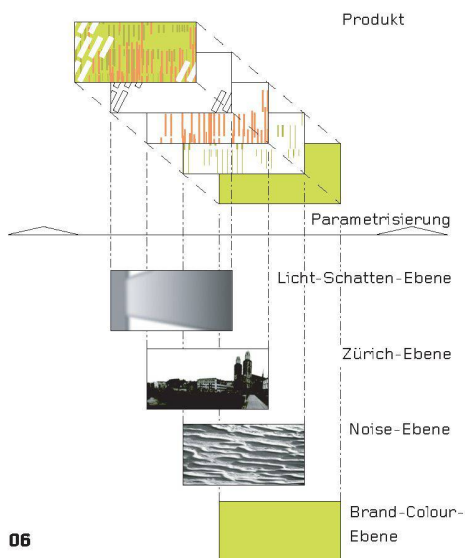 Produkt
Parametrisierung
Licht-Schatten-Ebene
Zürich-Ebene
Noise-Ebene
Brand-Colour-
Ebene
06